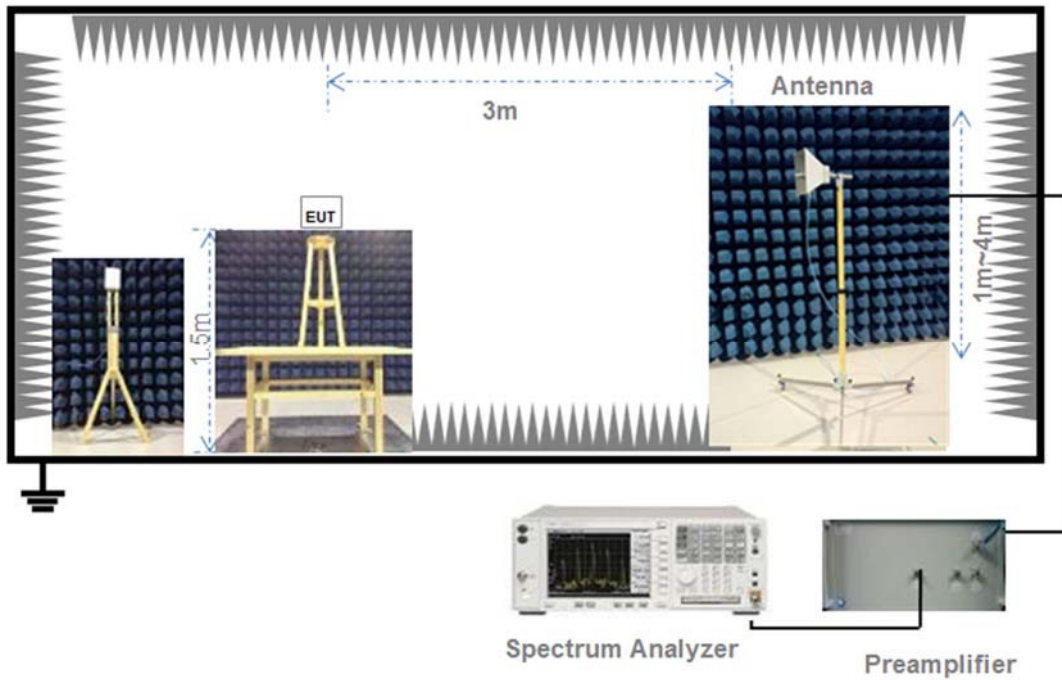 Antenna
3m
EUT
1.5m
1m~4m
Spectrum Analyzer
Preamplifier